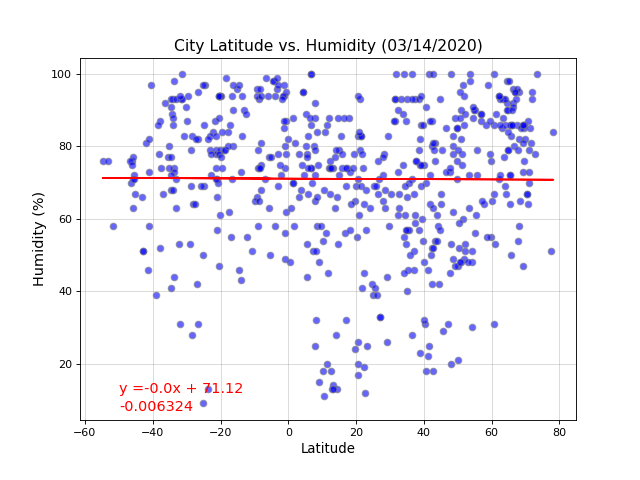 City Latitude vs. Humidity (03/14/2020)
Humidity (%)
100
80
60
40
20
y =-0.0x + 71.12
-0.006324
−60 −40 −20 0 20 40 60 80
Latitude